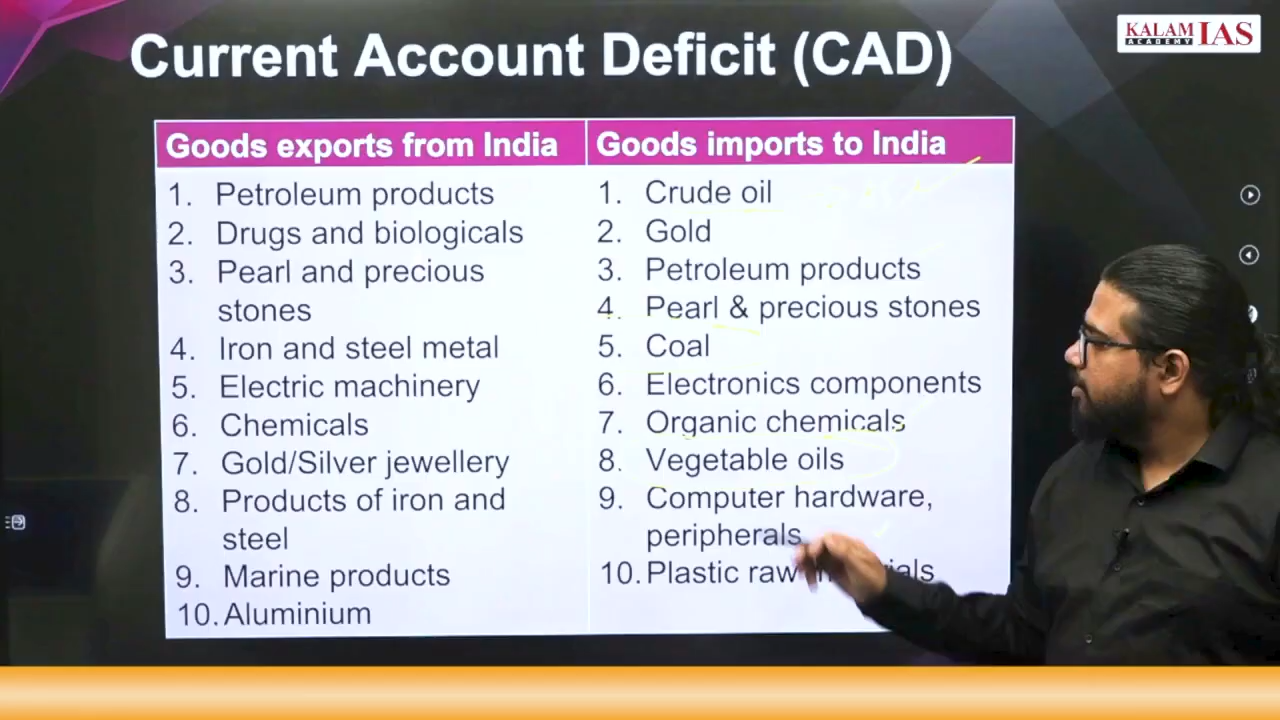 Current Account Deficit (CAD)
KALAM
ACADEMY
IAS
Goods exports from India
1. Petroleum products
2. Drugs and biologicals
3. Pearl and precious
stones
4. Iron and steel metal
5. Electric machinery
6. Chemicals
7. Gold/Silver jewellery
8. Products of iron and
steel
9. Marine products
10. Aluminium
Goods imports to India
1. Crude oil
2. Gold
3. Petroleum products
4. Pearl & precious stones
5. Coal
6. Electronics components
7. Organic chemicals
8. Vegetable oils
9. Computer hardware,
peripherals
10. Plastic raw